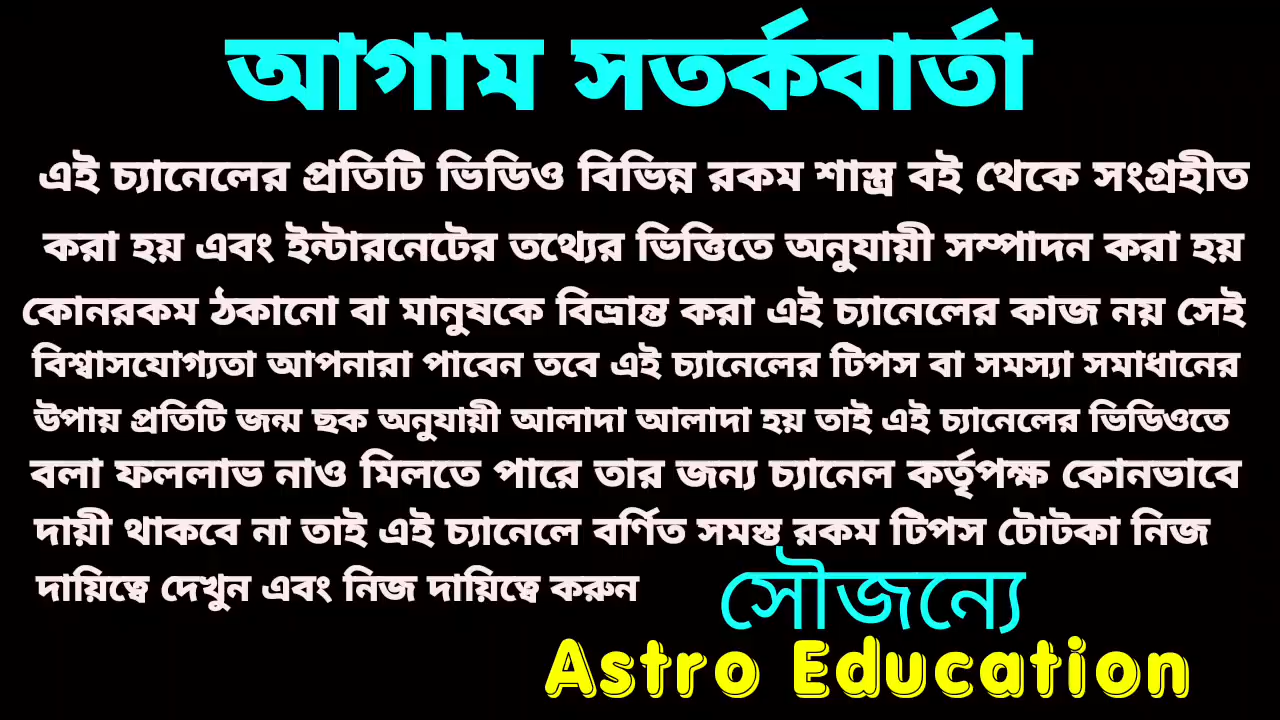 আগাম সতর্কবার্তা
এই চ্যানেলের প্রতিটি ভিডিও বিভিন্ন রকম শাস্ত্র বই থেকে সংগ্রহীত
করা হয় এবং ইন্টারনেটের তথ্যের ভিত্তিতে অনুযায়ী সম্পাদন করা হয়
কোনরকম ঠকানো বা মানুষকে বিভ্রান্ত করা এই চ্যানেলের কাজ নয় সেই
বিশ্বাসযোগ্যতা আপনারা পাবেন তবে এই চ্যানেলের টিপস বা সমস্যা সমাধানের
উপায় প্রতিটি জন্ম ছক অনুযায়ী আলাদা আলাদা হয় তাই এই চ্যানেলের ভিডিওতে
বলা ফললাভ নাও মিলতে পারে তার জন্য চ্যানেল কর্তৃপক্ষ কোনভাবে
দায়ী থাকবে না তাই এই চ্যানেলে বর্ণিত সমস্ত রকম টিপস টোটকা নিজ
দায়িত্বে দেখুন এবং নিজ দায়িত্বে করুন
সৌজন্যে
Astro Education